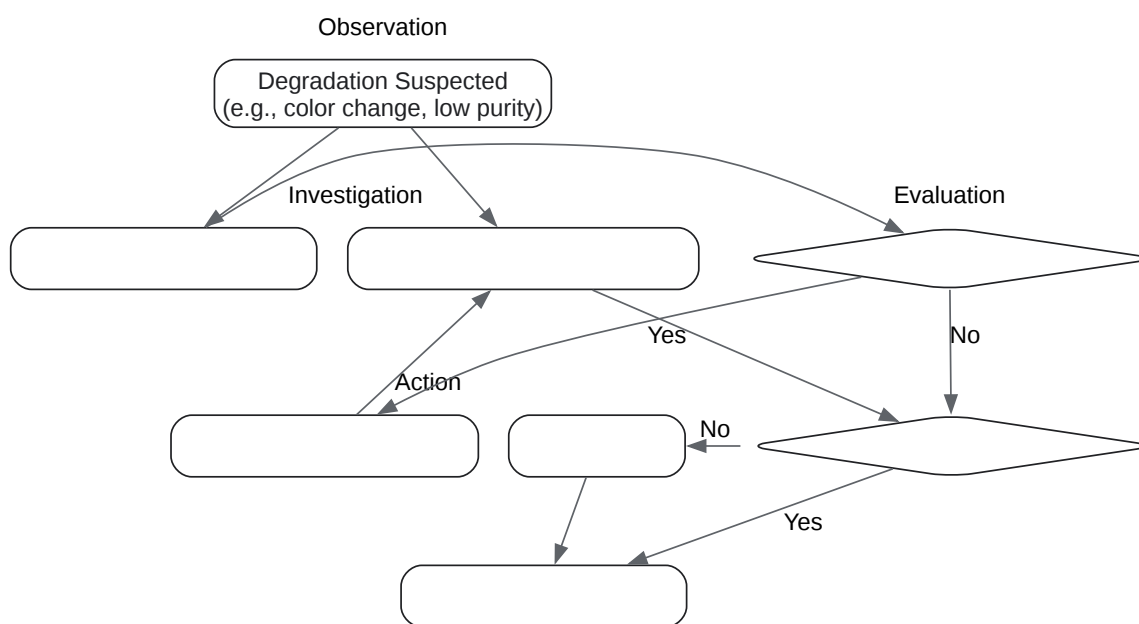 Observation
Degradation Suspected
(e.g., color change, low purity)
Investigation
Evaluation
Yes
No
Action
No
Yes